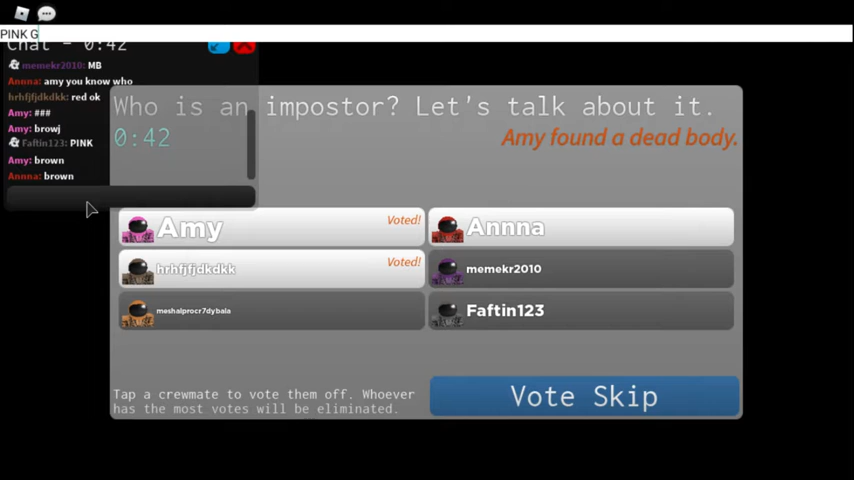 PINK G
Chat - 0:42
memekr2010: MB
Annna: amy you know who
hrhfjfjdkdkk: red ok
Amy: ###
Amy: browj
Faftin123: PINK
Amy: brown
Annna: brown
Who is an impostor? Let's talk about it.
0:42
Amy found a dead body.
Amy
Voted!
Annna
hrhfjfjdkdkk
Voted!
memekr2010
meshalprocr7dybala
Faftin123
Tap a crewmate to vote them off. Whoever
has the most votes will be eliminated.
Vote Skip